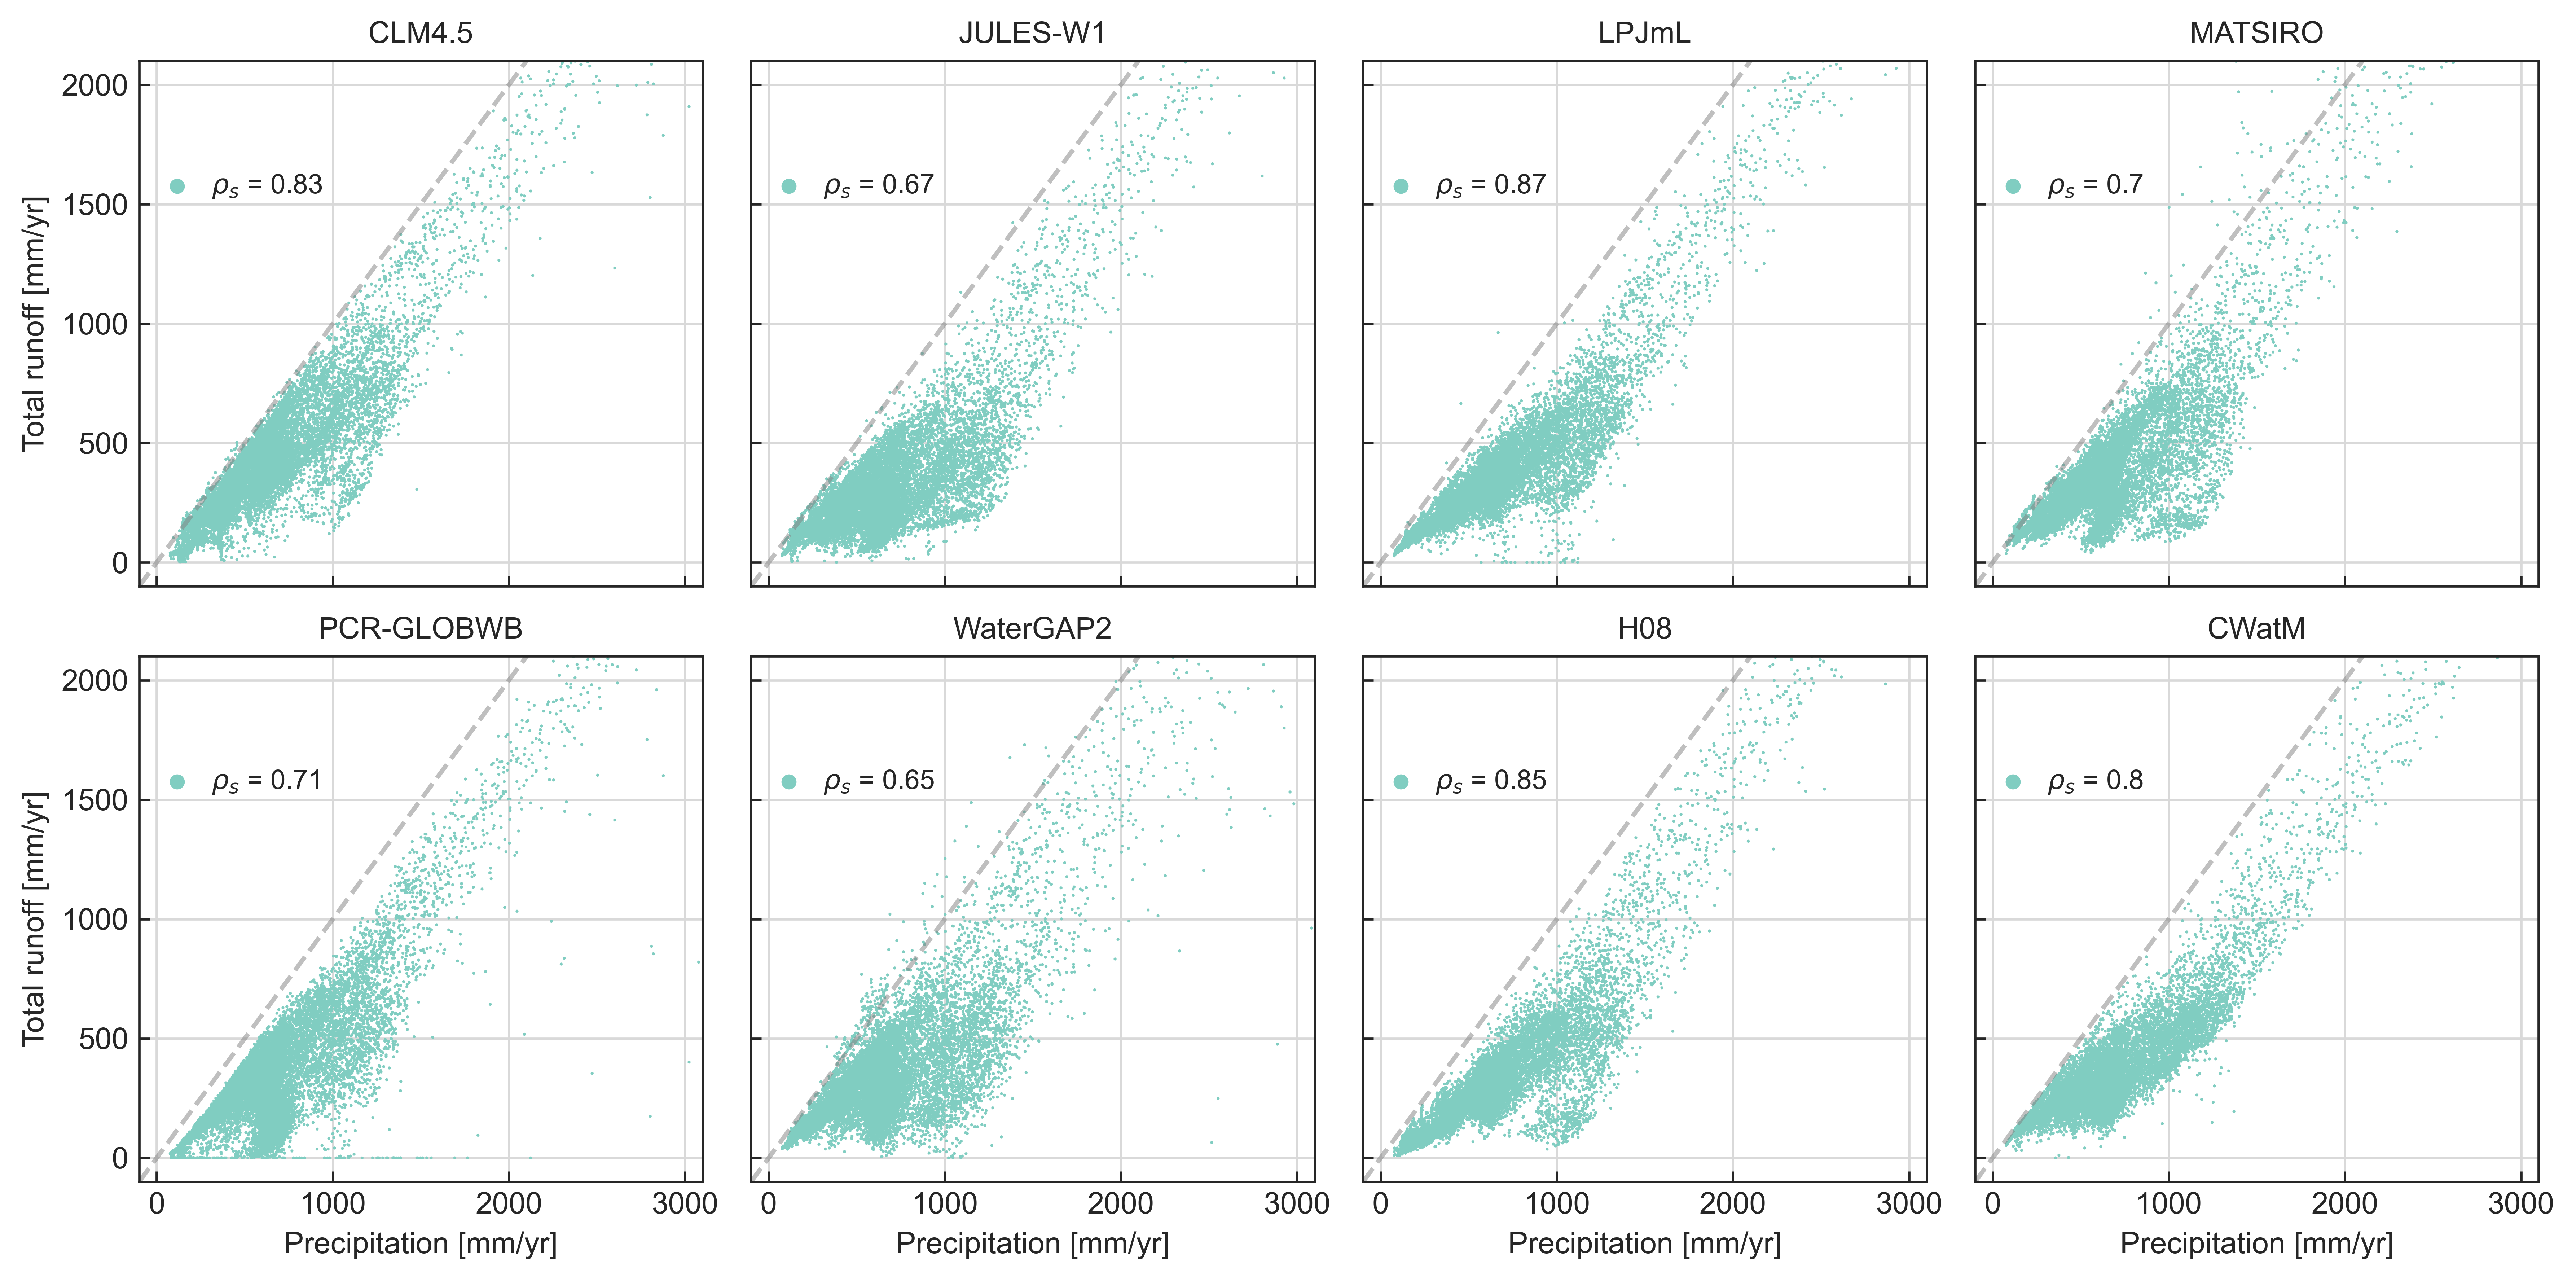 CLM4.5
JULES-W1
LPJmL
MATSIRO
2000
1500
1000
500
0
Total runoff [mm/yr]
ρs = 0.83
ρs = 0.67
ρs = 0.87
ρs = 0.7
PCR-GLOBWB
WaterGAP2
H08
CWatM
2000
1500
1000
500
0
Total runoff [mm/yr]
ρs = 0.71
ρs = 0.65
ρs = 0.85
ρs = 0.8
0 1000 2000 3000
0 1000 2000 3000
0 1000 2000 3000
0 1000 2000 3000
Precipitation [mm/yr]
Precipitation [mm/yr]
Precipitation [mm/yr]
Precipitation [mm/yr]